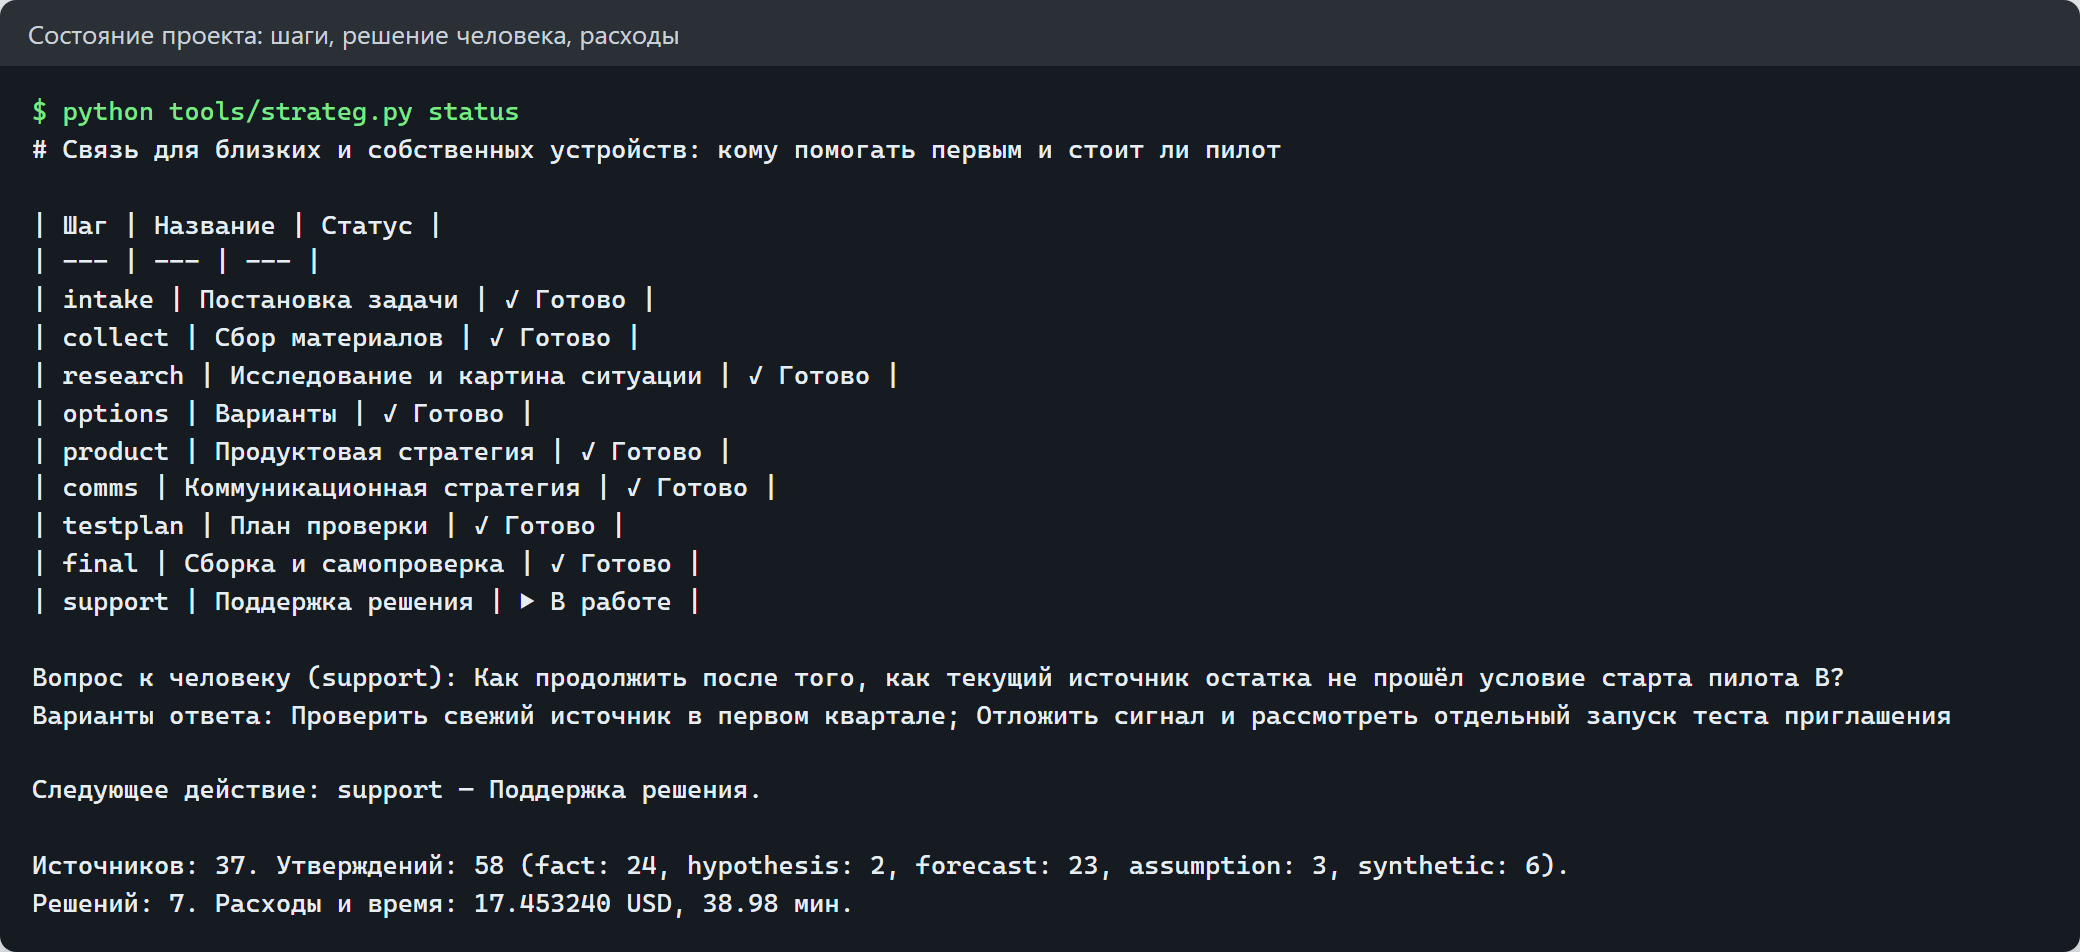 Состояние проекта: шаги, решение человека, расходы
$ python tools/strateg.py status
# Связь для близких и собственных устройств: кому помогать первым и стоит ли пилот
| Шаг | Название | Статус |
| --- | --- | --- |
| intake | Постановка задачи | ✓ Готово |
| collect | Сбор материалов | ✓ Готово |
| research | Исследование и картина ситуации | ✓ Готово |
| options | Варианты | ✓ Готово |
| product | Продуктовая стратегия | ✓ Готово |
| comms | Коммуникационная стратегия | ✓ Готово |
| testplan | План проверки | ✓ Готово |
| final | Сборка и самопроверка | ✓ Готово |
| support | Поддержка решения | ▶ В работе |
Вопрос к человеку (support): Как продолжить после того, как текущий источник остатка не прошёл условие старта пилота B?
Варианты ответа: Проверить свежий источник в первом квартале; Отложить сигнал и рассмотреть отдельный запуск теста приглашения
Следующее действие: support — Поддержка решения.
Источников: 37. Утверждений: 58 (fact: 24, hypothesis: 2, forecast: 23, assumption: 3, synthetic: 6).
Решений: 7. Расходы и время: 17.453240 USD, 38.98 мин.